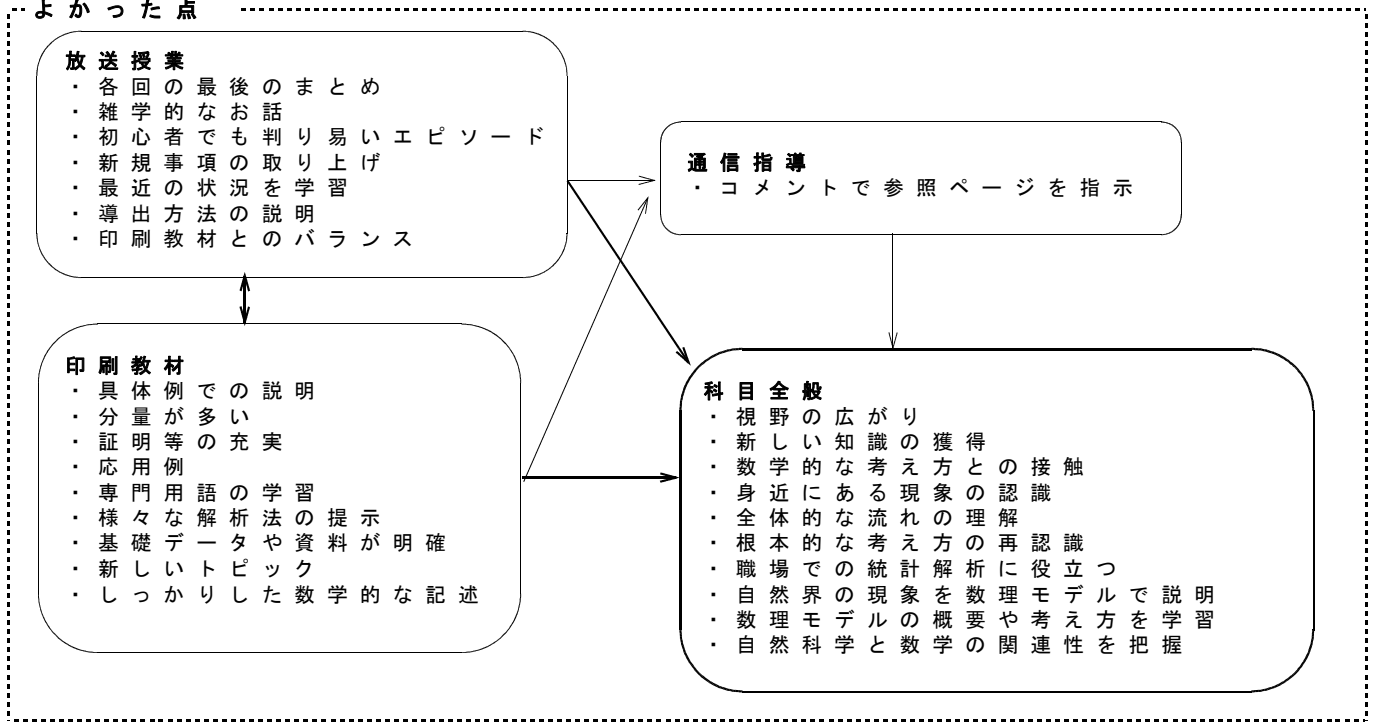 よかった点
放送授業
・各回の最後のまとめ
・雑学的なお話
・初心者でも判り易いエピソード
・新規事項の取り上げ
・最近の状況を学習
・導出方法の説明
・印刷教材とのバランス
通信指導
・コメントで参照ページを指示
印刷教材
・具体例での説明
・分量が多い
・証明等の充実
・応用例
・専門用語の学習
・様々な解析法の提示
・基礎データや資料が明確
・新しいトピック
・しっかりした数学的な記述
科目全般
・視野の広がり
・新しい知識の獲得
・数学的な考え方との接触
・身近にある現象の認識
・全体的な流れの理解
・根本的な考え方の再認識
・職場での統計解析に役立つ
・自然界の現象を数理モデルで説明
・数理モデルの概要や考え方を学習
・自然科学と数学の関連性を把握